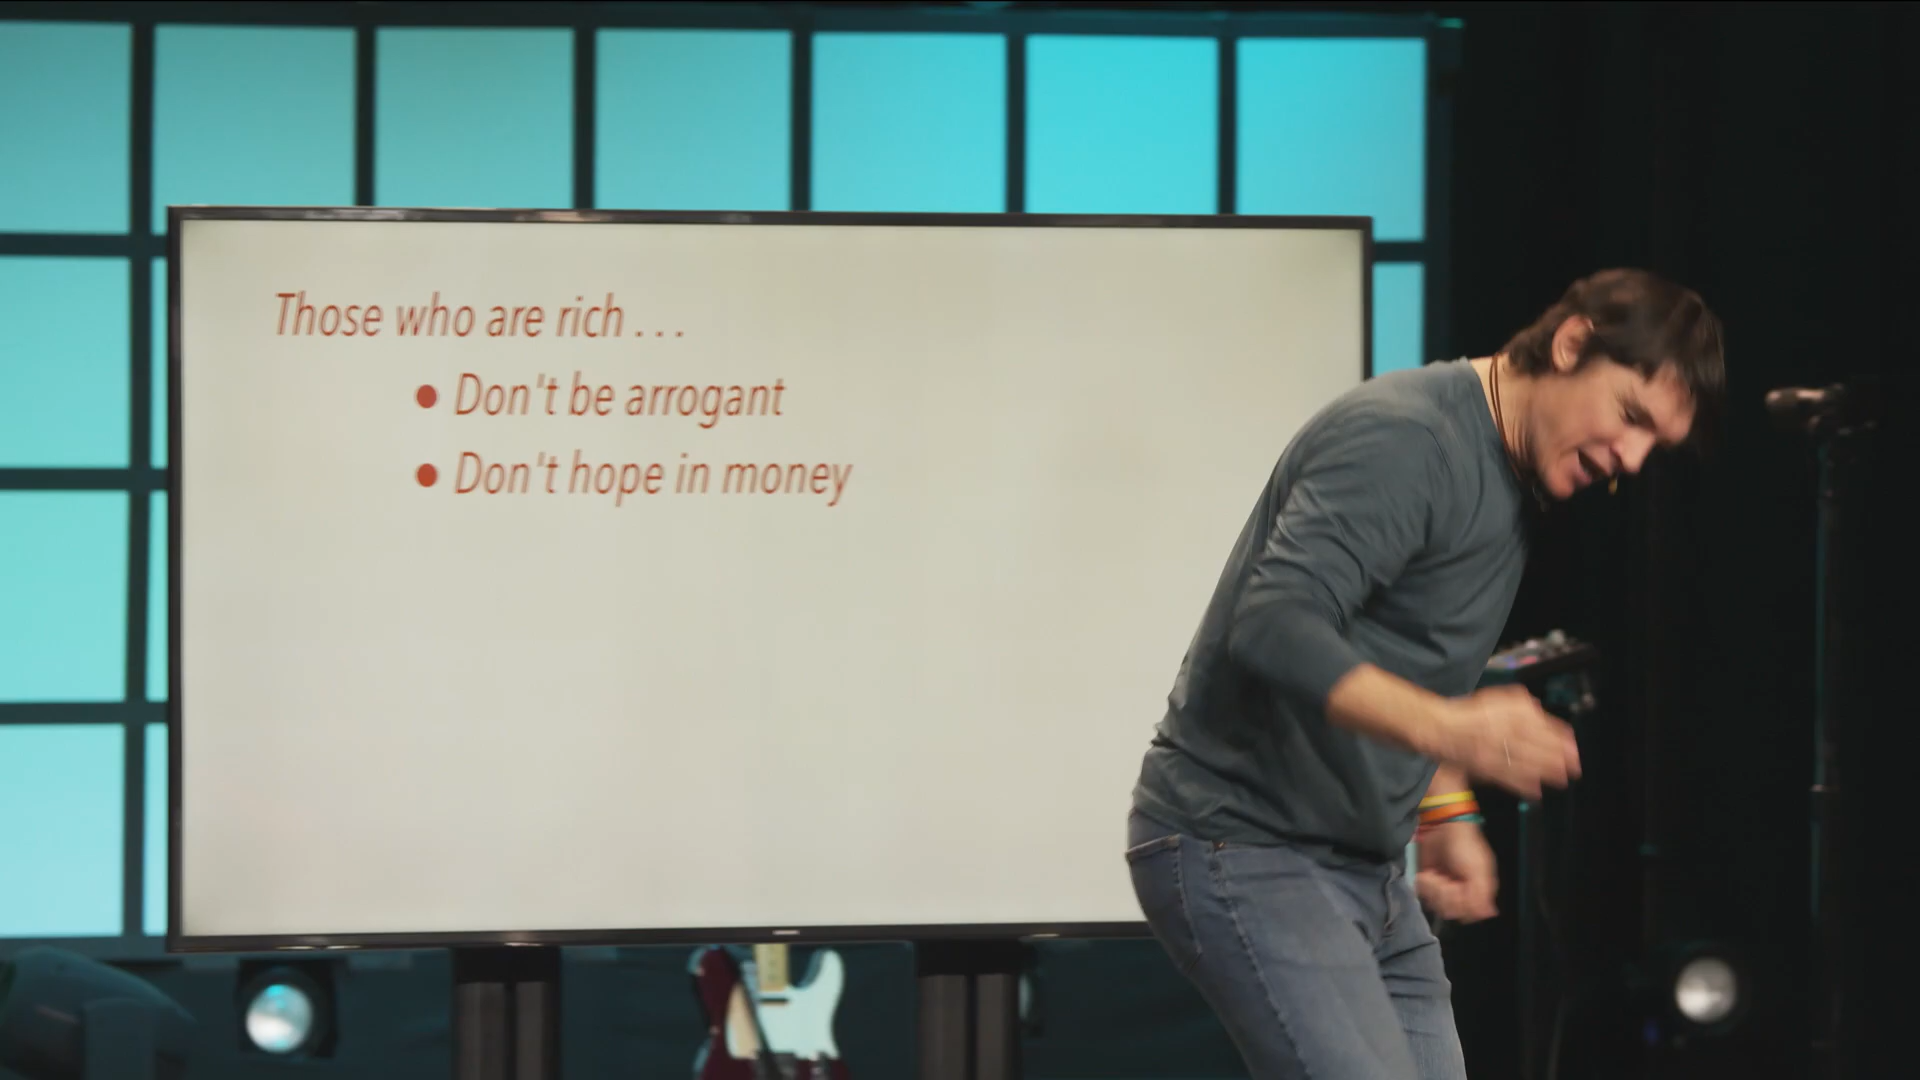 Those who are rich . . .
● Don't be arrogant
● Don't hope in money